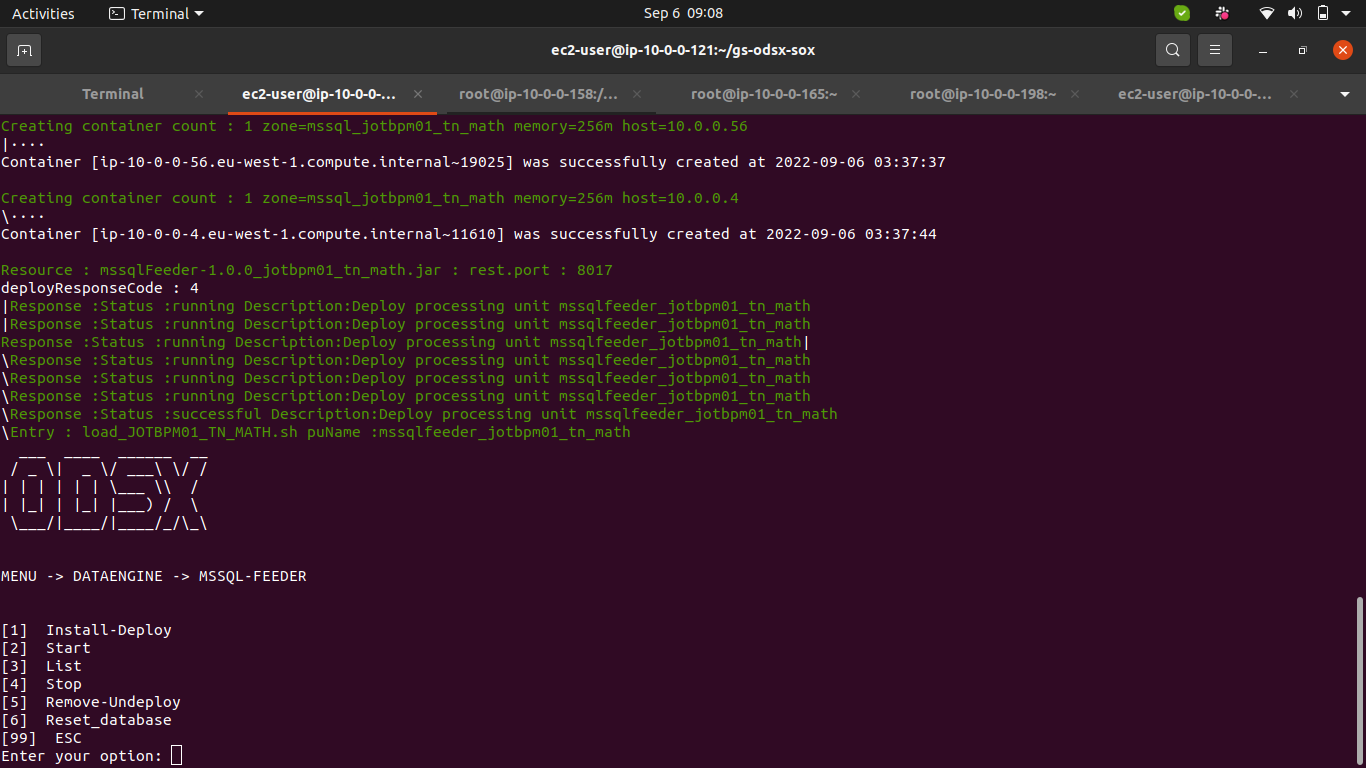 Activities Terminal Sep 6 09:08
ec2-user@ip-10-0-0-121:~/gs-odsx-sox
Terminal ec2-user@ip-10-0-0-... root@ip-10-0-0-158:/... root@ip-10-0-0-165:~ root@ip-10-0-0-198:~ ec2-user@ip-10-0-0-...
Creating container count : 1 zone=mssql_jotbpm01_tn_math memory=256m host=10.0.0.56
|····
Container [ip-10-0-0-56.eu-west-1.compute.internal~19025] was successfully created at 2022-09-06 03:37:37
Creating container count : 1 zone=mssql_jotbpm01_tn_math memory=256m host=10.0.0.4
\····
Container [ip-10-0-0-4.eu-west-1.compute.internal~11610] was successfully created at 2022-09-06 03:37:44
Resource : mssqlFeeder-1.0.0_jotbpm01_tn_math.jar : rest.port : 8017
deployResponseCode : 4
|Response :Status :running Description:Deploy processing unit mssqlfeeder_jotbpm01_tn_math
|Response :Status :running Description:Deploy processing unit mssqlfeeder_jotbpm01_tn_math
Response :Status :running Description:Deploy processing unit mssqlfeeder_jotbpm01_tn_math|
\Response :Status :running Description:Deploy processing unit mssqlfeeder_jotbpm01_tn_math
\Response :Status :running Description:Deploy processing unit mssqlfeeder_jotbpm01_tn_math
\Response :Status :running Description:Deploy processing unit mssqlfeeder_jotbpm01_tn_math
\Response :Status :successful Description:Deploy processing unit mssqlfeeder_jotbpm01_tn_math
\Entry : load_JOTBPM01_TN_MATH.sh puName :mssqlfeeder_jotbpm01_tn_math
ODSX
MENU -> DATAENGINE -> MSSQL-FEEDER
[1] Install-Deploy
[2] Start
[3] List
[4] Stop
[5] Remove-Undeploy
[6] Reset_database
[99] ESC
Enter your option: